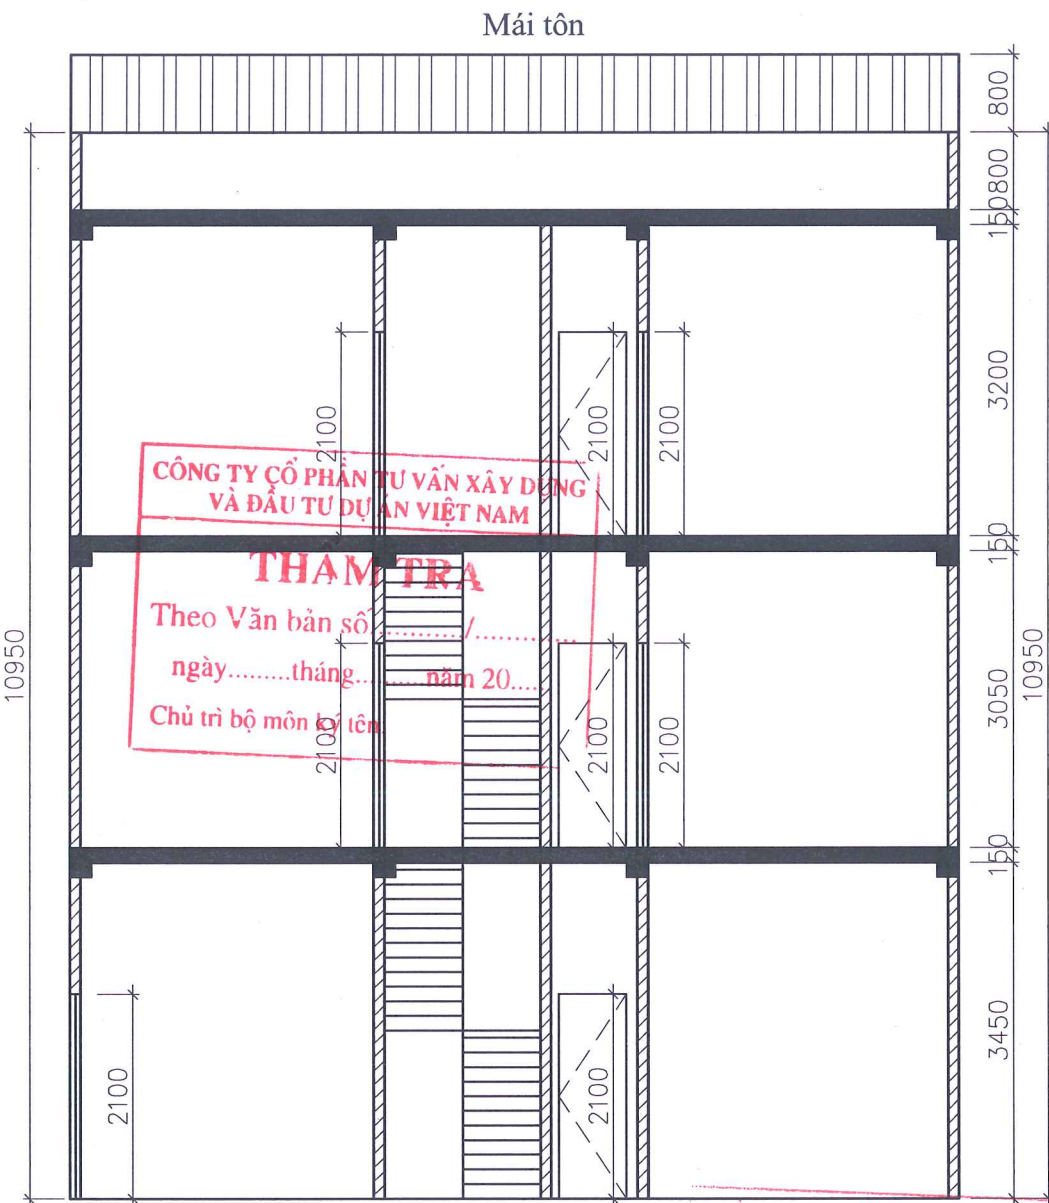 Mái tôn
800
800
150
10950
3200
2100
2100
2100
CÔNG TY CỔ PHẦN TƯ VẤN XÂY DỰNG
VÀ ĐẦU TƯ DỰ ÁN VIỆT NAM
150
THẨM TRA
Theo Văn bản số............/............
ngày.........tháng.........năm 20.....
Chủ trì bộ môn ký tên
10950
3050
2100
2100
2100
150
3450
2100
2100